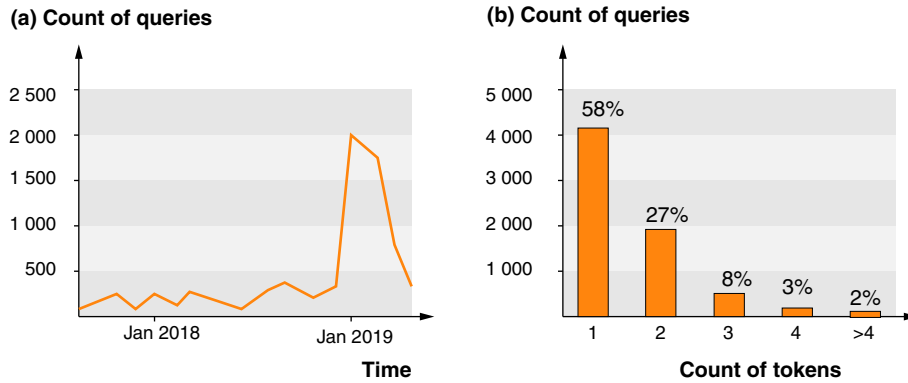 (a) Count of queries
2 500
2 000
1 500
1 000
500
Jan 2018
Jan 2019
Time
(b) Count of queries
5 000
4 000
3 000
2 000
1 000
58%
27%
8%
3%
2%
1 2 3 4 >4
Count of tokens